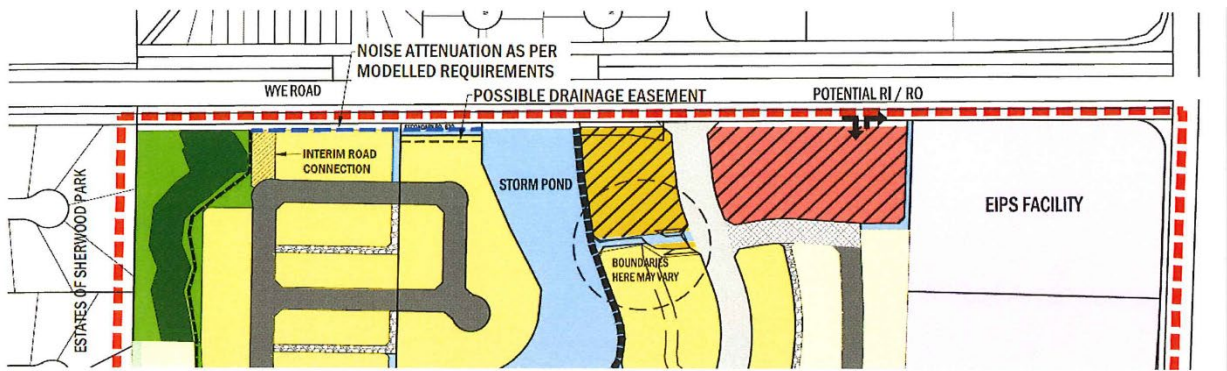 NOISE ATTENUATION AS PER
MODELLED REQUIREMENTS
WYE ROAD
POSSIBLE DRAINAGE EASEMENT
POTENTIAL RI / RO
INTERIM ROAD
CONNECTION
STORM POND
EIPS FACILITY
BOUNDARIES
HERE MAY VARY
ESTATES OF SHERWOOD PARK